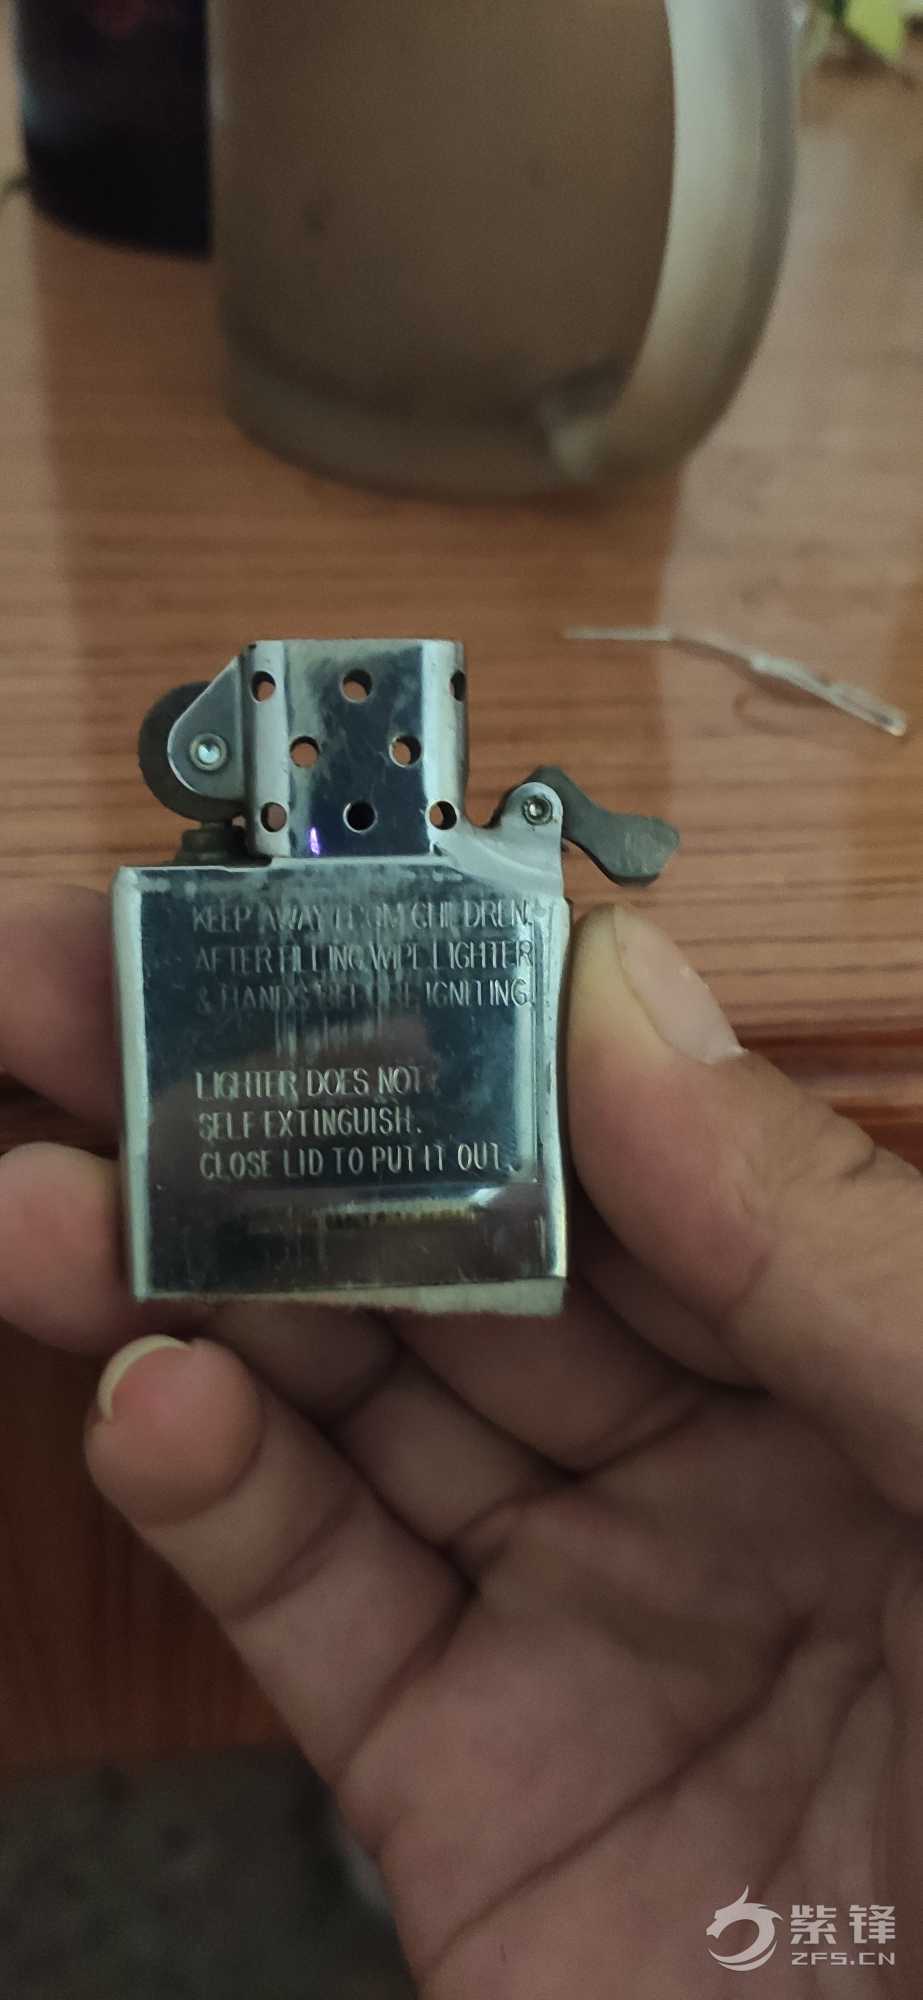 KEEP AWAY FROM CHILDREN.
AFTER FILLING WIPE LIGHTER
& HANDS BEFORE IGNITING.
LIGHTER DOES NOT
SELF EXTINGUISH.
CLOSE LID TO PUT IT OUT.
紫锋
ZFS.CN